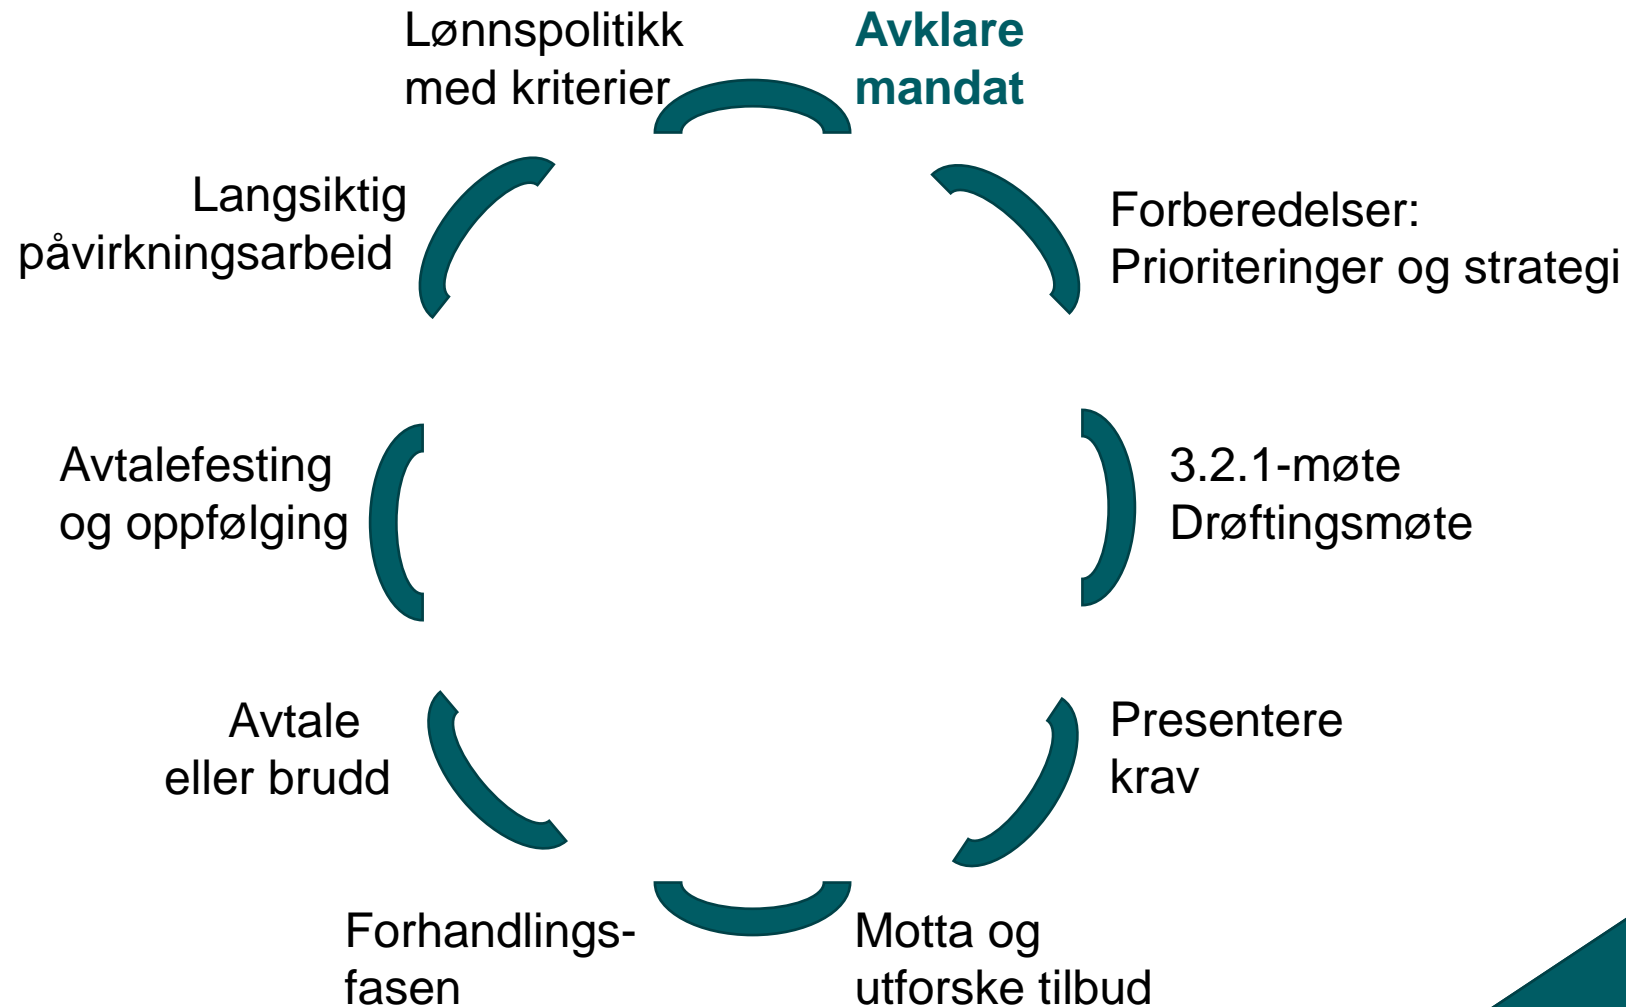 Lønnspolitikk
med kriterier
Avklare
mandat
Forberedelser:
Prioriteringer og strategi
3.2.1-møte
Drøftingsmøte
Presentere
krav
Motta og
utforske tilbud
Forhandlings-
fasen
Avtale
eller brudd
Avtalefesting
og oppfølging
Langsiktig
påvirkningsarbeid